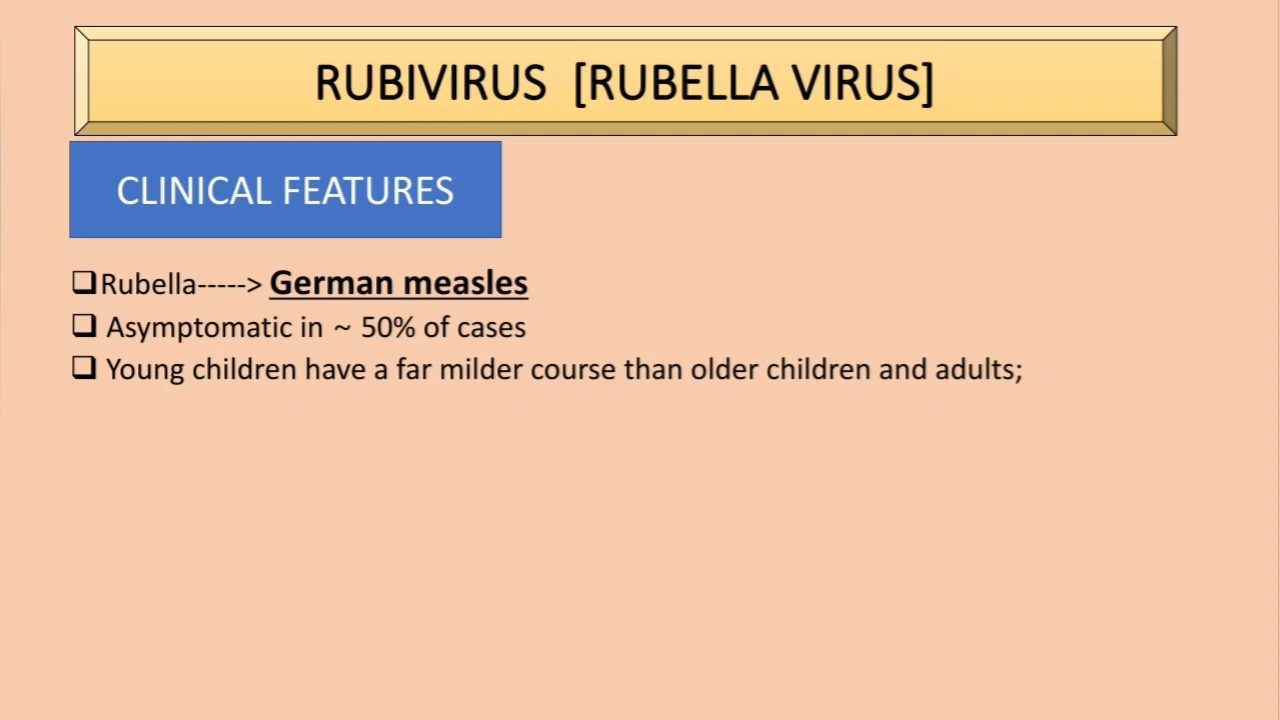 RUBIVIRUS [RUBELLA VIRUS]
CLINICAL FEATURES
❑Rubella-----> German measles
❑ Asymptomatic in ~ 50% of cases
❑ Young children have a far milder course than older children and adults;